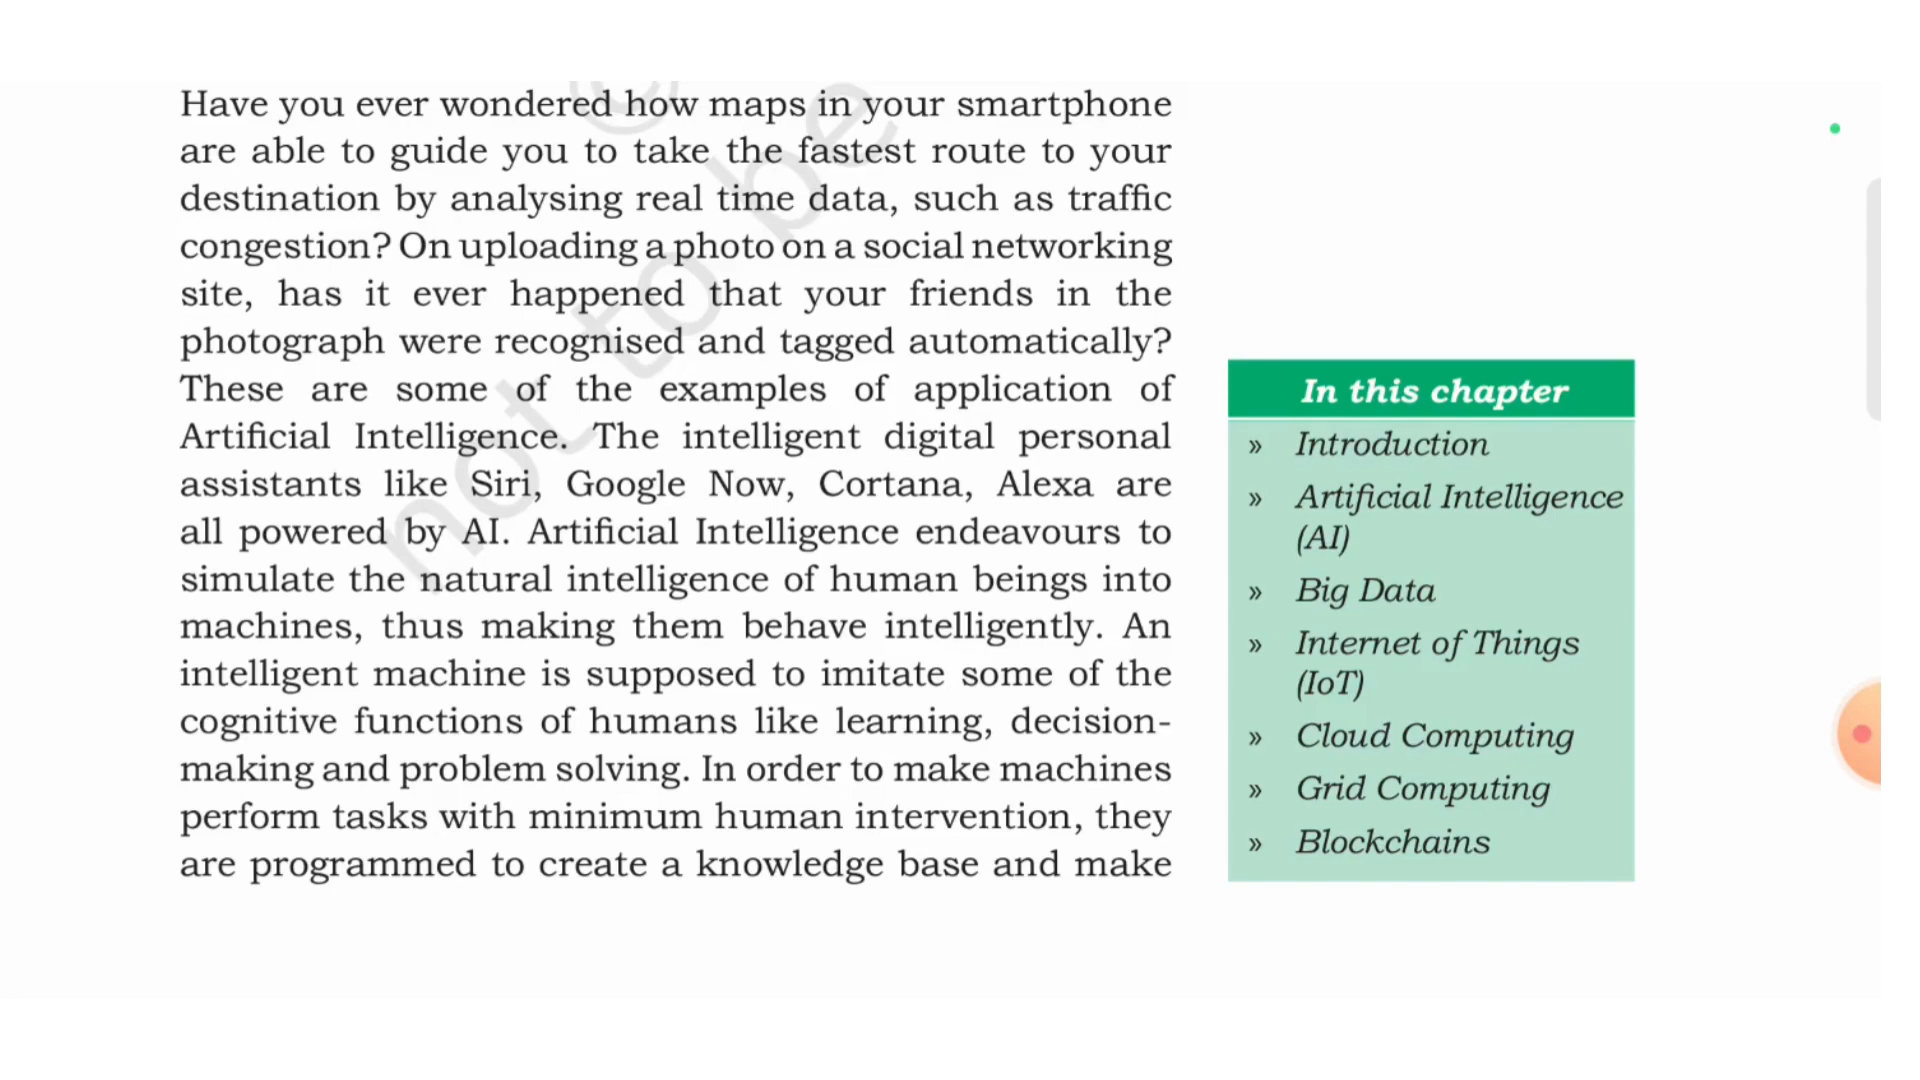 Have you ever wondered how maps in your smartphone
are able to guide you to take the fastest route to your
destination by analysing real time data, such as traffic
congestion? On uploading a photo on a social networking
site, has it ever happened that your friends in the
photograph were recognised and tagged automatically?
These are some of the examples of application of
Artificial Intelligence. The intelligent digital personal
assistants like Siri, Google Now, Cortana, Alexa are
all powered by AI. Artificial Intelligence endeavours to
simulate the natural intelligence of human beings into
machines, thus making them behave intelligently. An
intelligent machine is supposed to imitate some of the
cognitive functions of humans like learning, decision-
making and problem solving. In order to make machines
perform tasks with minimum human intervention, they
are programmed to create a knowledge base and make
In this chapter
» Introduction
» Artificial Intelligence
(AI)
» Big Data
» Internet of Things
(IoT)
» Cloud Computing
» Grid Computing
» Blockchains
©
not to be